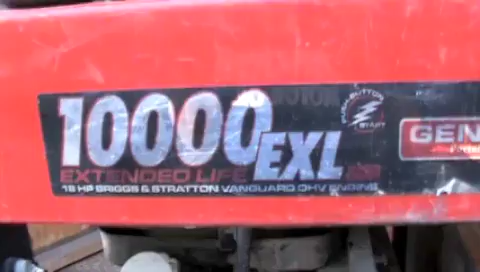 10000EXL
PUSH BUTTON
START
GEN
EXTENDED LIFE
18 HP BRIGGS & STRATTON VANGUARD OHV ENGINE